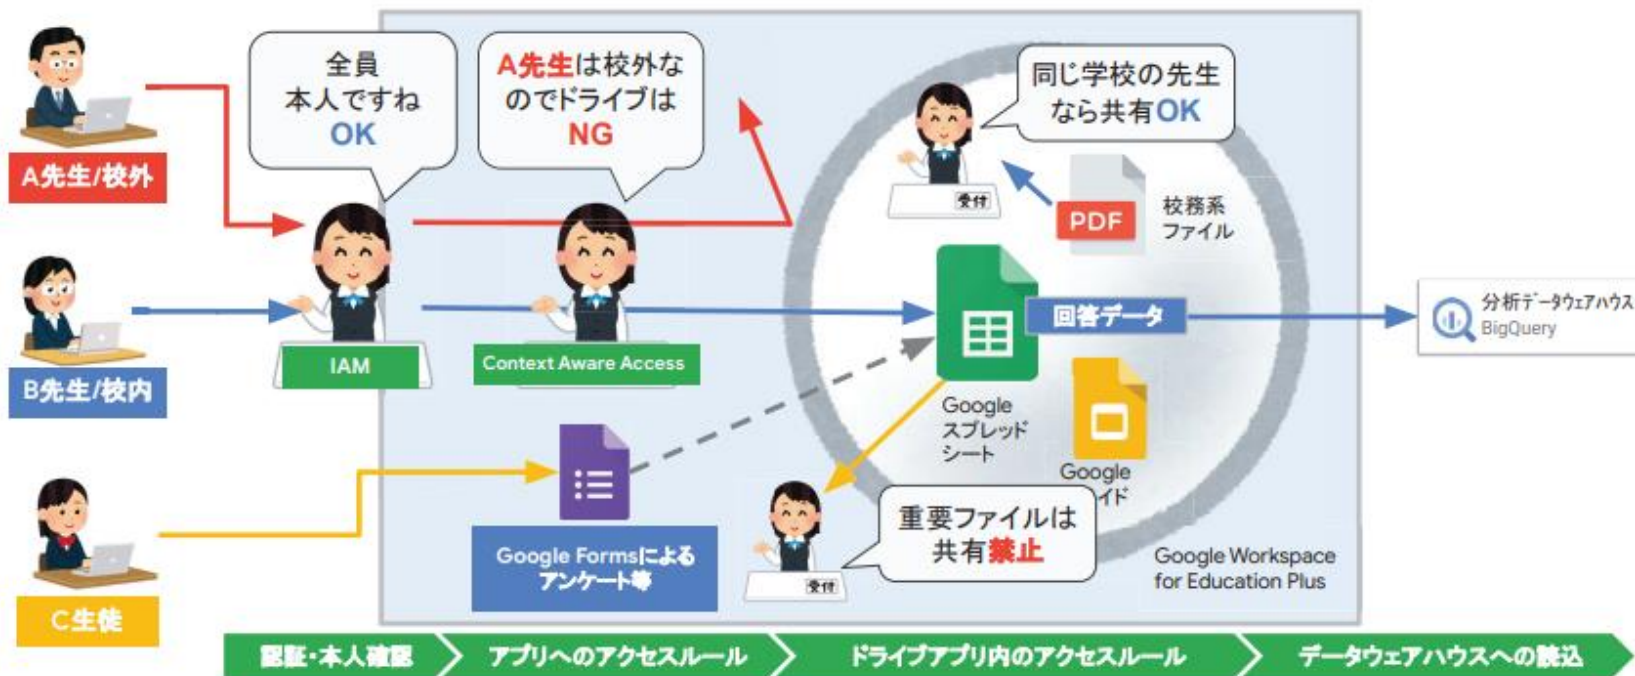 全員
本人ですね
OK
A先生は校外な
のでドライブは
NG
同じ学校の先生
なら共有OK
A先生/校外
受付
PDF
校務系
ファイル
B先生/校内
IAM
Context Aware Access
回答データ
分析データウェアハウス
BigQuery
Google
スプレッド
シート
Google
イド
Google Formsによる
アンケート等
重要ファイルは
共有禁止
受付
Google Workspace
for Education Plus
C生徒
認証・本人確認
アプリへのアクセスルール
ドライブアプリ内のアクセスルール
データウェアハウスへの読込